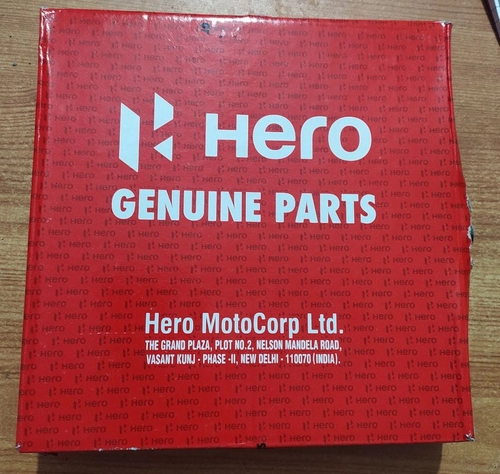 Hero
GENUINE PARTS
Hero MotoCorp Ltd.
THE GRAND PLAZA, PLOT NO.2, NELSON MANDELA ROAD,
VASANT KUNJ - PHASE -II, NEW DELHI - 110070 (INDIA).